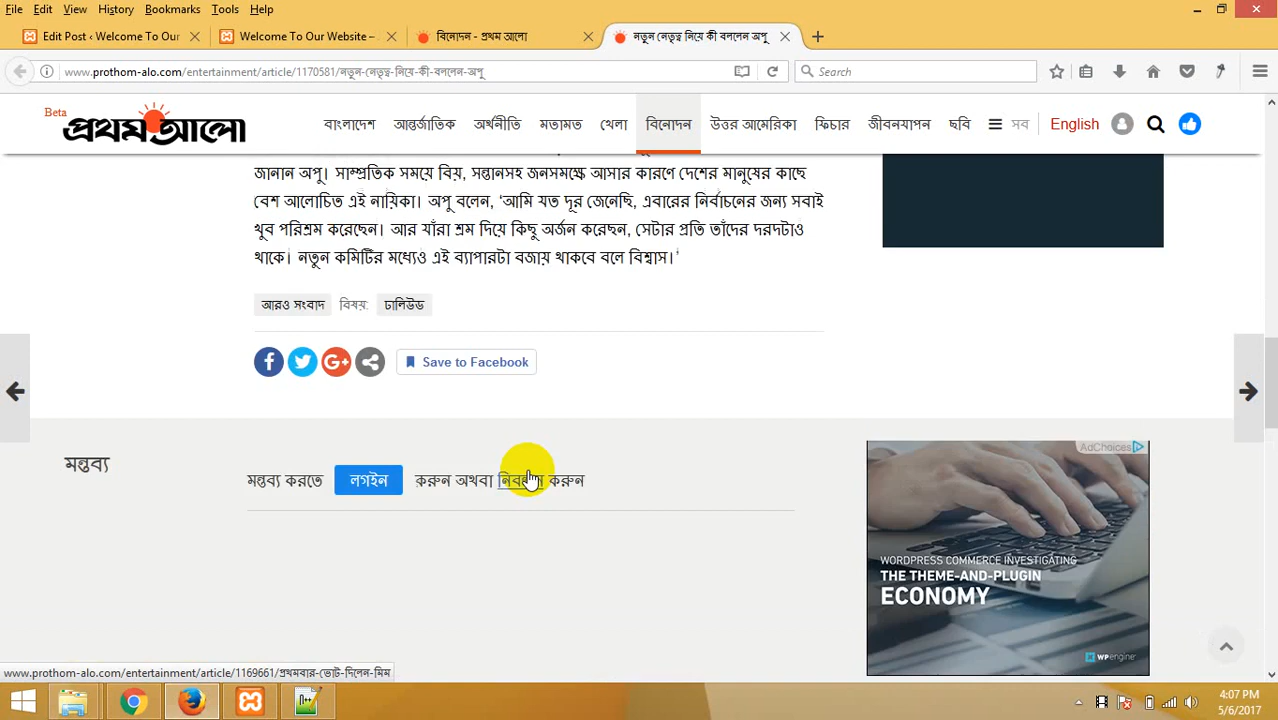 File Edit View History Bookmarks Tools Help
Edit Post ‹ Welcome To Our
Welcome To Our Website –
বিনোদন - প্রথম আলো
নতুন নেতৃত্ব নিয়ে কী বললেন অপু
www.prothom-alo.com/entertainment/article/1170581/নতুন-নেতৃত্ব-নিয়ে-কী-বললেন-অপু
Search
Beta
প্রথম আলো
বাংলাদেশ আন্তর্জাতিক অর্থনীতি মতামত খেলা বিনোদন উত্তর আমেরিকা ফিচার জীবনযাপন ছবি সব English
জানান অপু। সাম্প্রতিক সময়ে বিয়ে, সন্তানসহ জনসমক্ষে আসার কারণে দেশের মানুষের কাছে
বেশ আলোচিত এই নায়িকা। অপু বলেন, ‘আমি যত দূর জেনেছি, এবারের নির্বাচনের জন্য সবাই
খুব পরিশ্রম করেছেন। আর যাঁরা শ্রম দিয়ে কিছু অর্জন করেছন, সেটার প্রতি তাঁদের দরদটাও
থাকে। নতুন কমিটির মধ্যেও এই ব্যাপারটা বজায় থাকবে বলে বিশ্বাস।’
আরও সংবাদ বিষয়: ঢালিউড
Save to Facebook
মন্তব্য
মন্তব্য করতে লগইন করুন অথবা করুন
AdChoices
WORDPRESS COMMERCE INVESTIGATING
THE THEME-AND-PLUGIN
ECONOMY
WPengine
www.prothom-alo.com/entertainment/article/1169661/প্রথমবার-ভোট-দিলেন-মিম
4:07 PM
5/6/2017